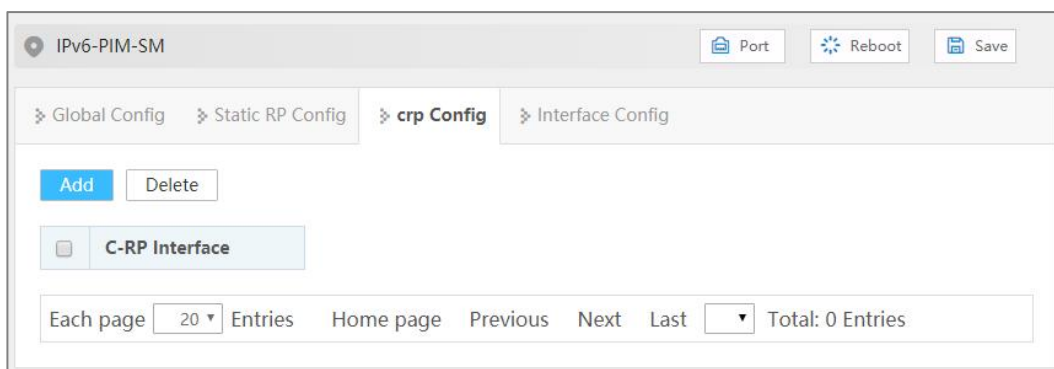 IPv6-PIM-SM Port Reboot Save
Global Config Static RP Config crp Config Interface Config
Add Delete
C-RP Interface
Each page 20 Entries Home page Previous Next Last Total: 0 Entries